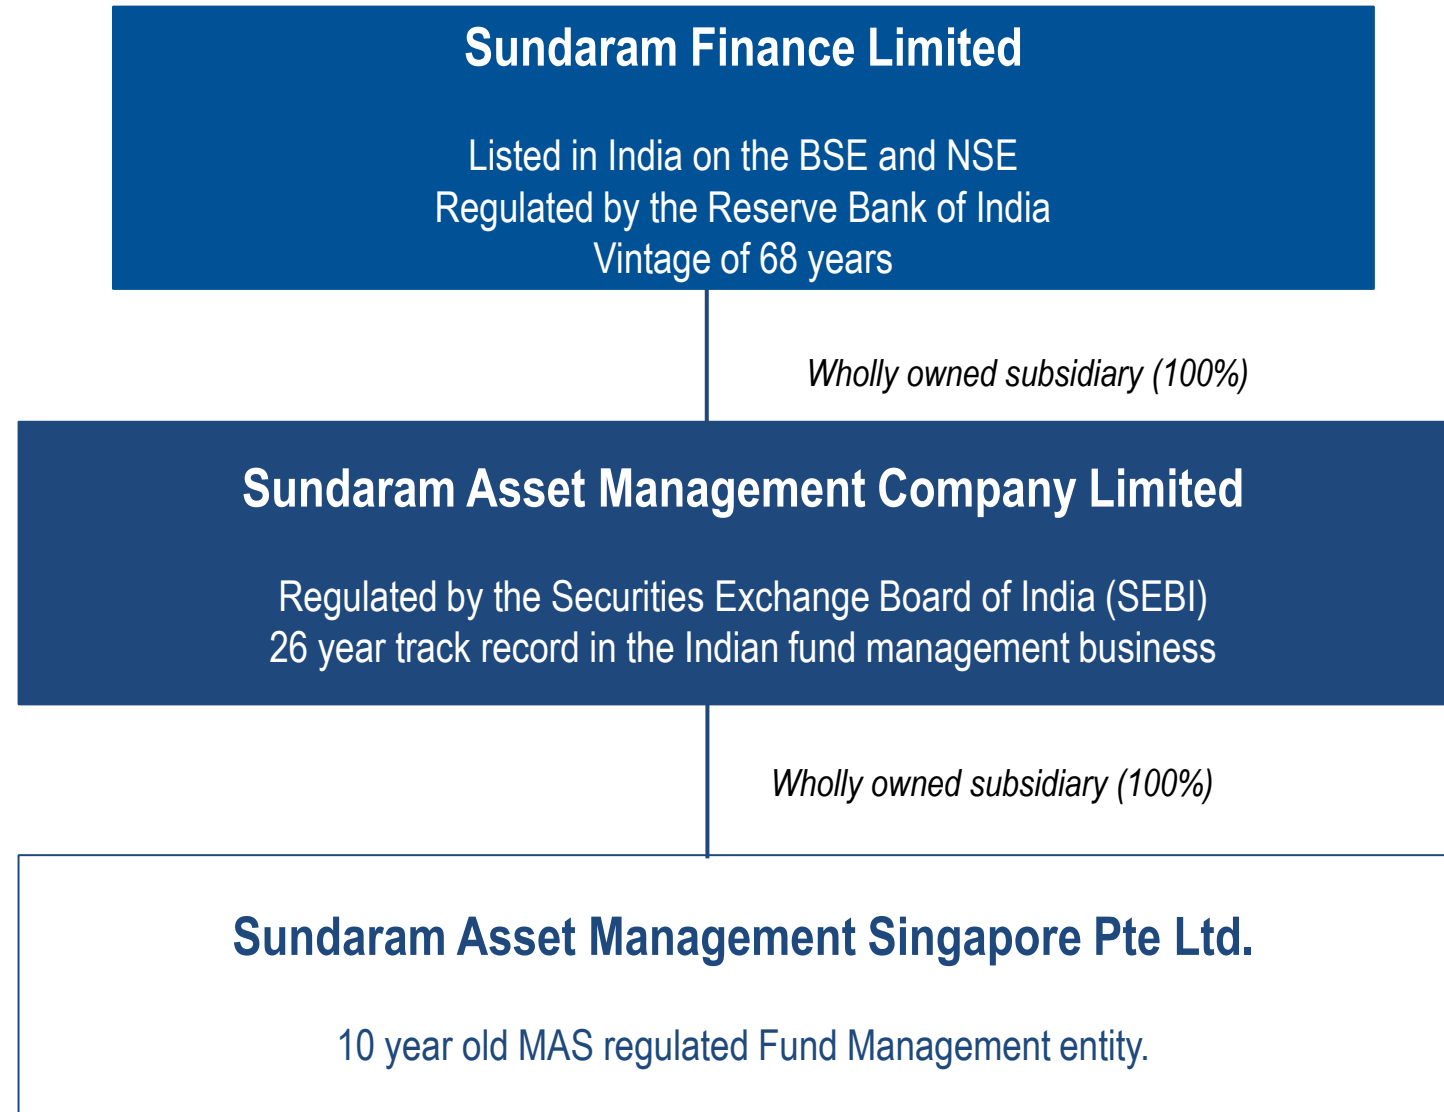 Sundaram Finance Limited
Listed in India on the BSE and NSE
Regulated by the Reserve Bank of India
Vintage of 68 years
Wholly owned subsidiary (100%)
Sundaram Asset Management Company Limited
Regulated by the Securities Exchange Board of India (SEBI)
26 year track record in the Indian fund management business
Wholly owned subsidiary (100%)
Sundaram Asset Management Singapore Pte Ltd.
10 year old MAS regulated Fund Management entity.